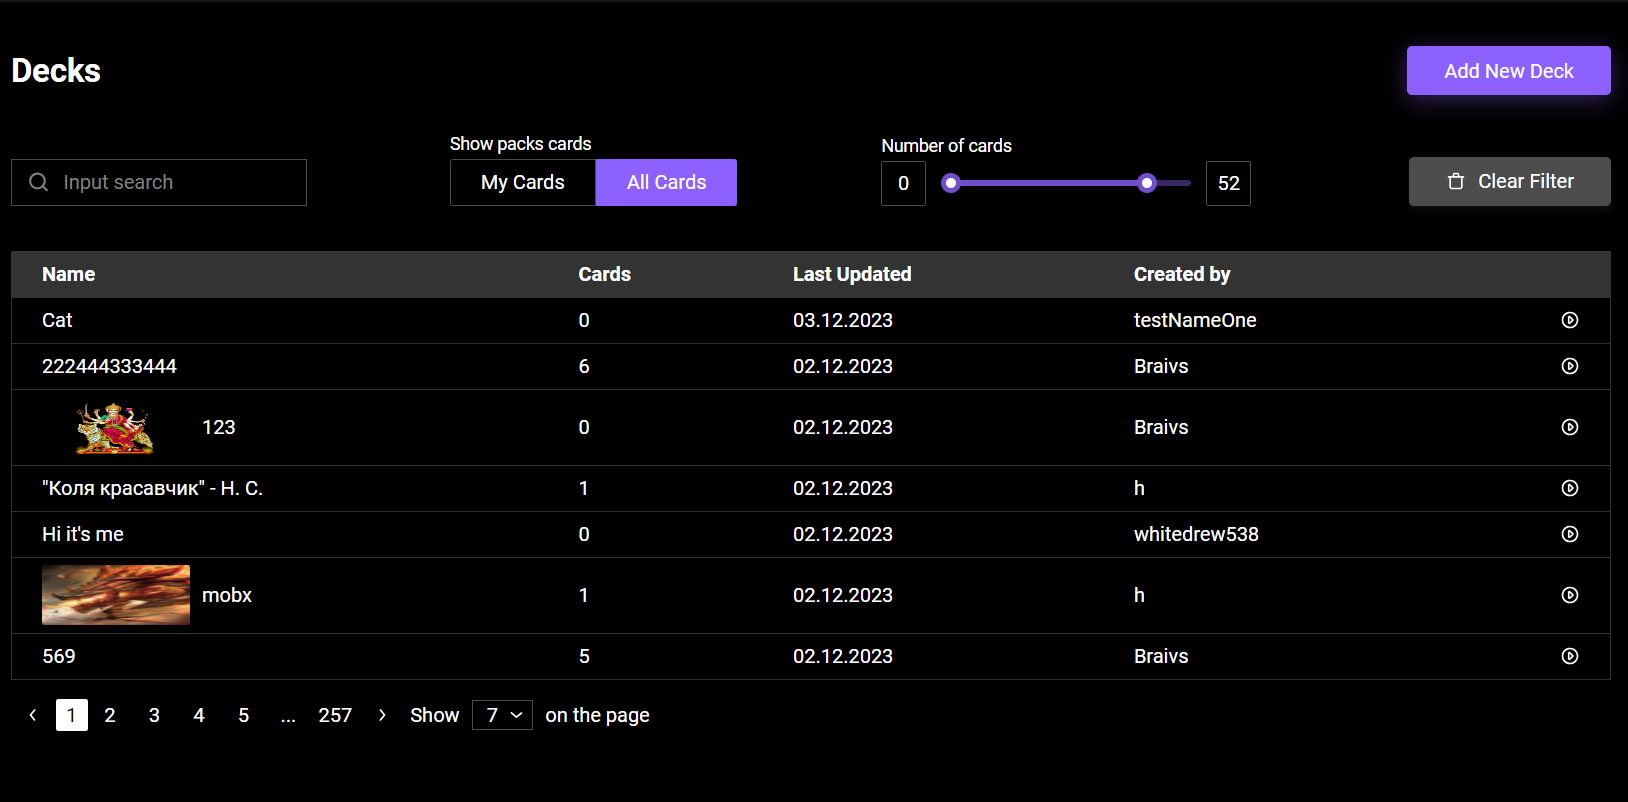 Decks
Add New Deck
Show packs cards
Number of cards
Input search
My Cards All Cards
0 52
Clear Filter
Name Cards Last Updated Created by
Cat 0 03.12.2023 testNameOne
222444333444 6 02.12.2023 Braivs
123 0 02.12.2023 Braivs
"Коля красавчик" - Н. С. 1 02.12.2023 h
Hi it's me 0 02.12.2023 whitedrew538
mobx 1 02.12.2023 h
569 5 02.12.2023 Braivs
1 2 3 4 5 ... 257 Show 7 on the page